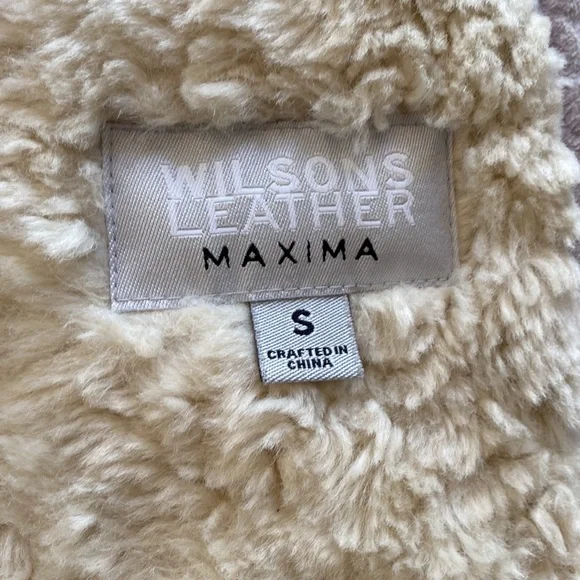 WILSONS
LEATHER
MAXIMA
S
CRAFTED IN
CHINA